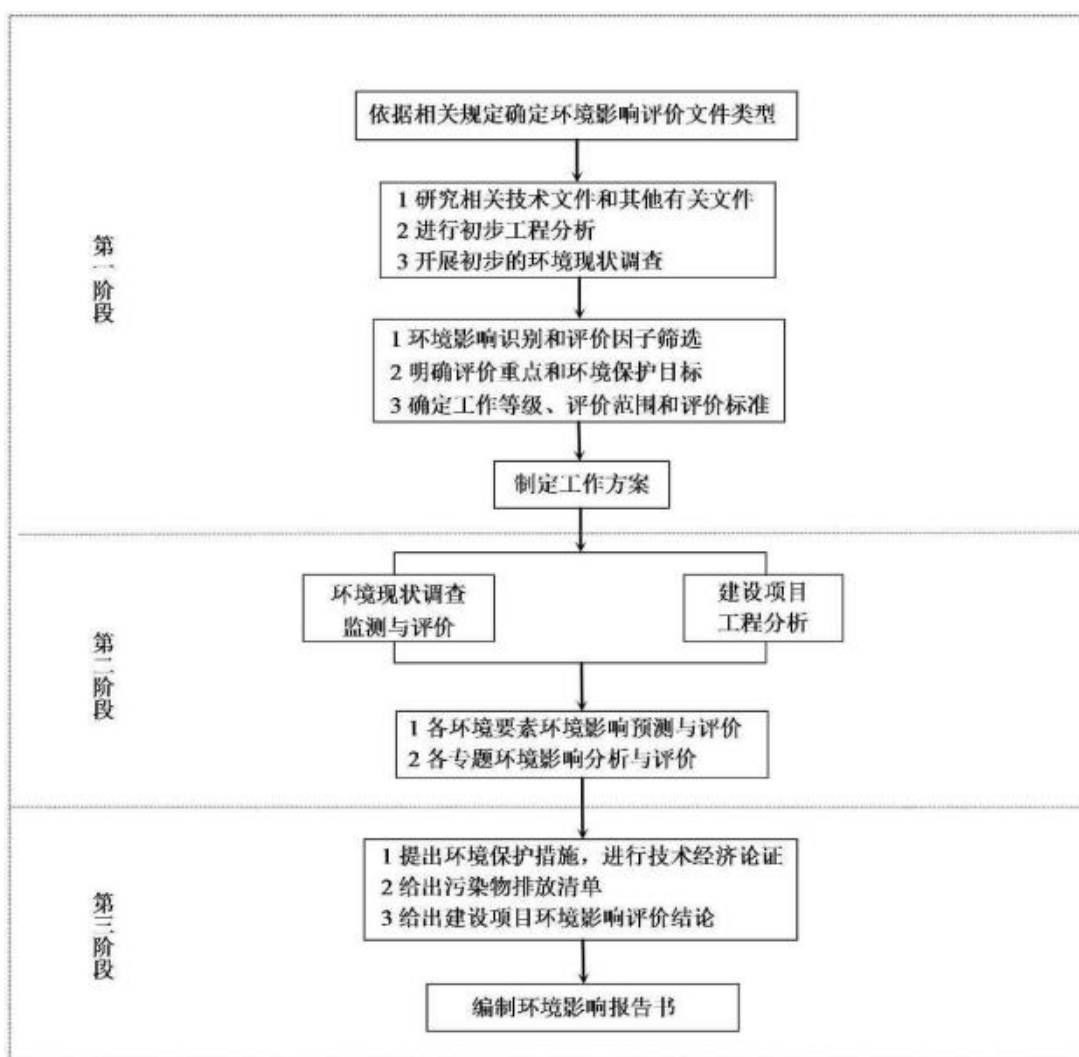 依据相关规定确定环境影响评价文件类型
1 研究相关技术文件和其他有关文件
2 进行初步工程分析
3 开展初步的环境现状调查
第一阶段
1 环境影响识别和评价因子筛选
2 明确评价重点和环境保护目标
3 确定工作等级、评价范围和评价标准
制定工作方案
环境现状调查
监测与评价
建设项目
工程分析
第二阶段
1 各环境要素环境影响预测与评价
2 各专题环境影响分析与评价
1 提出环境保护措施，进行技术经济论证
2 给出污染物排放清单
3 给出建设项目环境影响评价结论
第三阶段
编制环境影响报告书